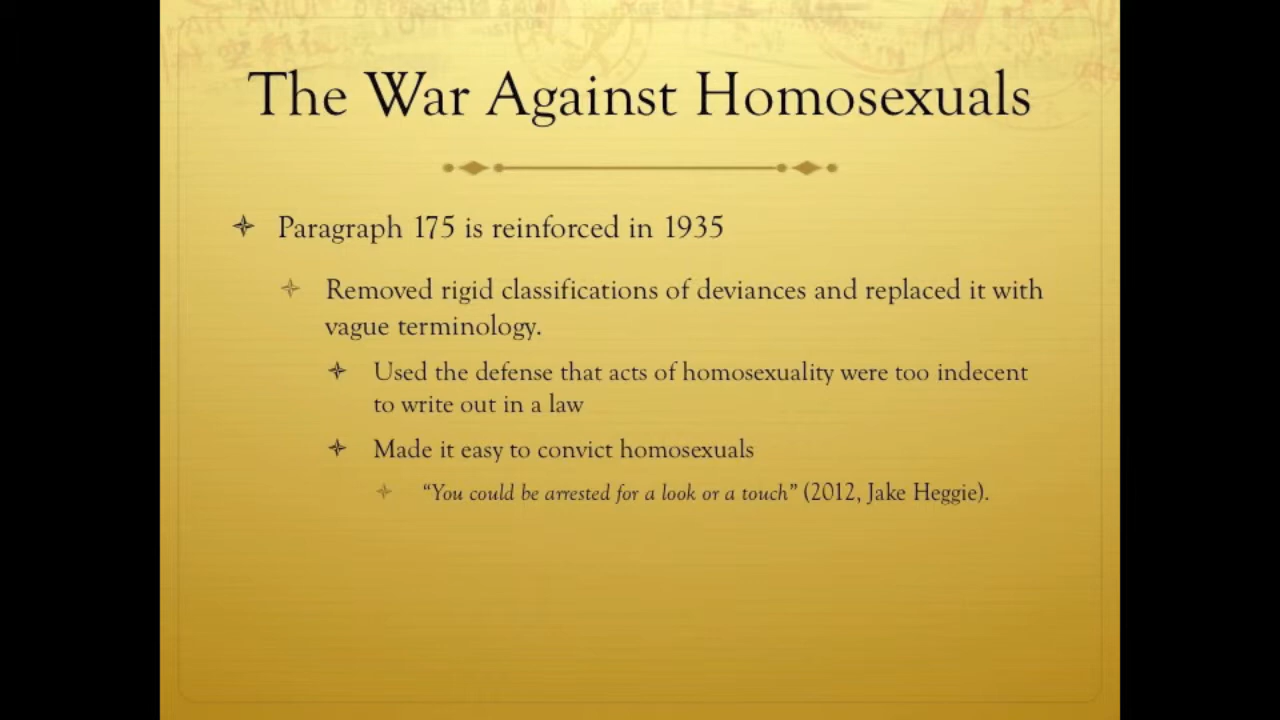 The War Against Homosexuals
Paragraph 175 is reinforced in 1935
Removed rigid classifications of deviances and replaced it with
vague terminology.
Used the defense that acts of homosexuality were too indecent
to write out in a law
Made it easy to convict homosexuals
“You could be arrested for a look or a touch” (2012, Jake Heggie).